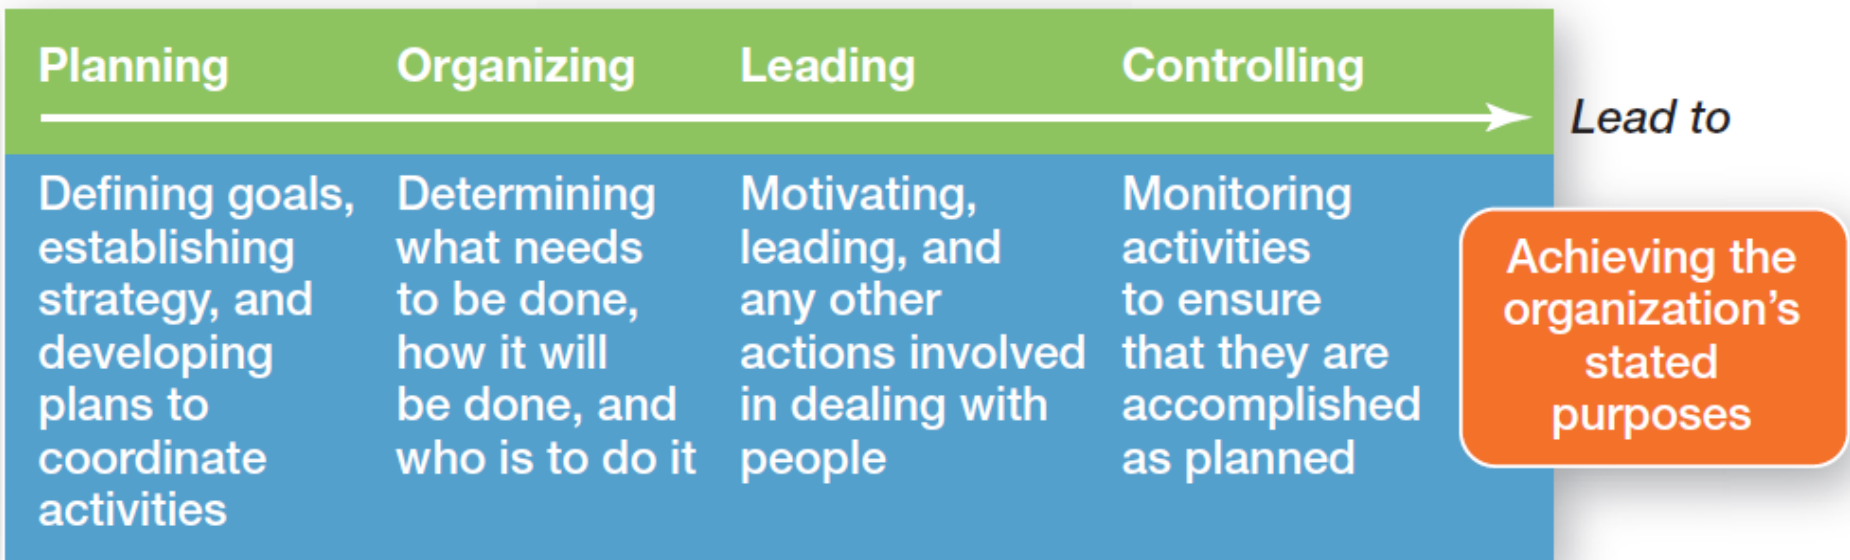 Planning
Organizing
Leading
Controlling
Lead to
Defining goals,
establishing
strategy, and
developing
plans to
coordinate
activities
Determining
what needs
to be done,
how it will
be done, and
who is to do it
Motivating,
leading, and
any other
actions involved
in dealing with
people
Monitoring
activities
to ensure
that they are
accomplished
as planned
Achieving the
organization’s
stated
purposes